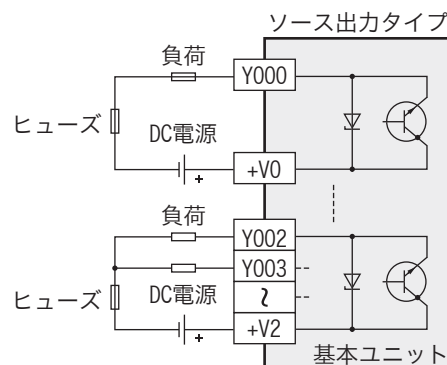 ソース出力タイプ
負荷
Y000
ヒューズ
DC電源
+
+V0
負荷
Y002
Y003
ヒューズ
DC電源
~
+
+V2
基本ユニット